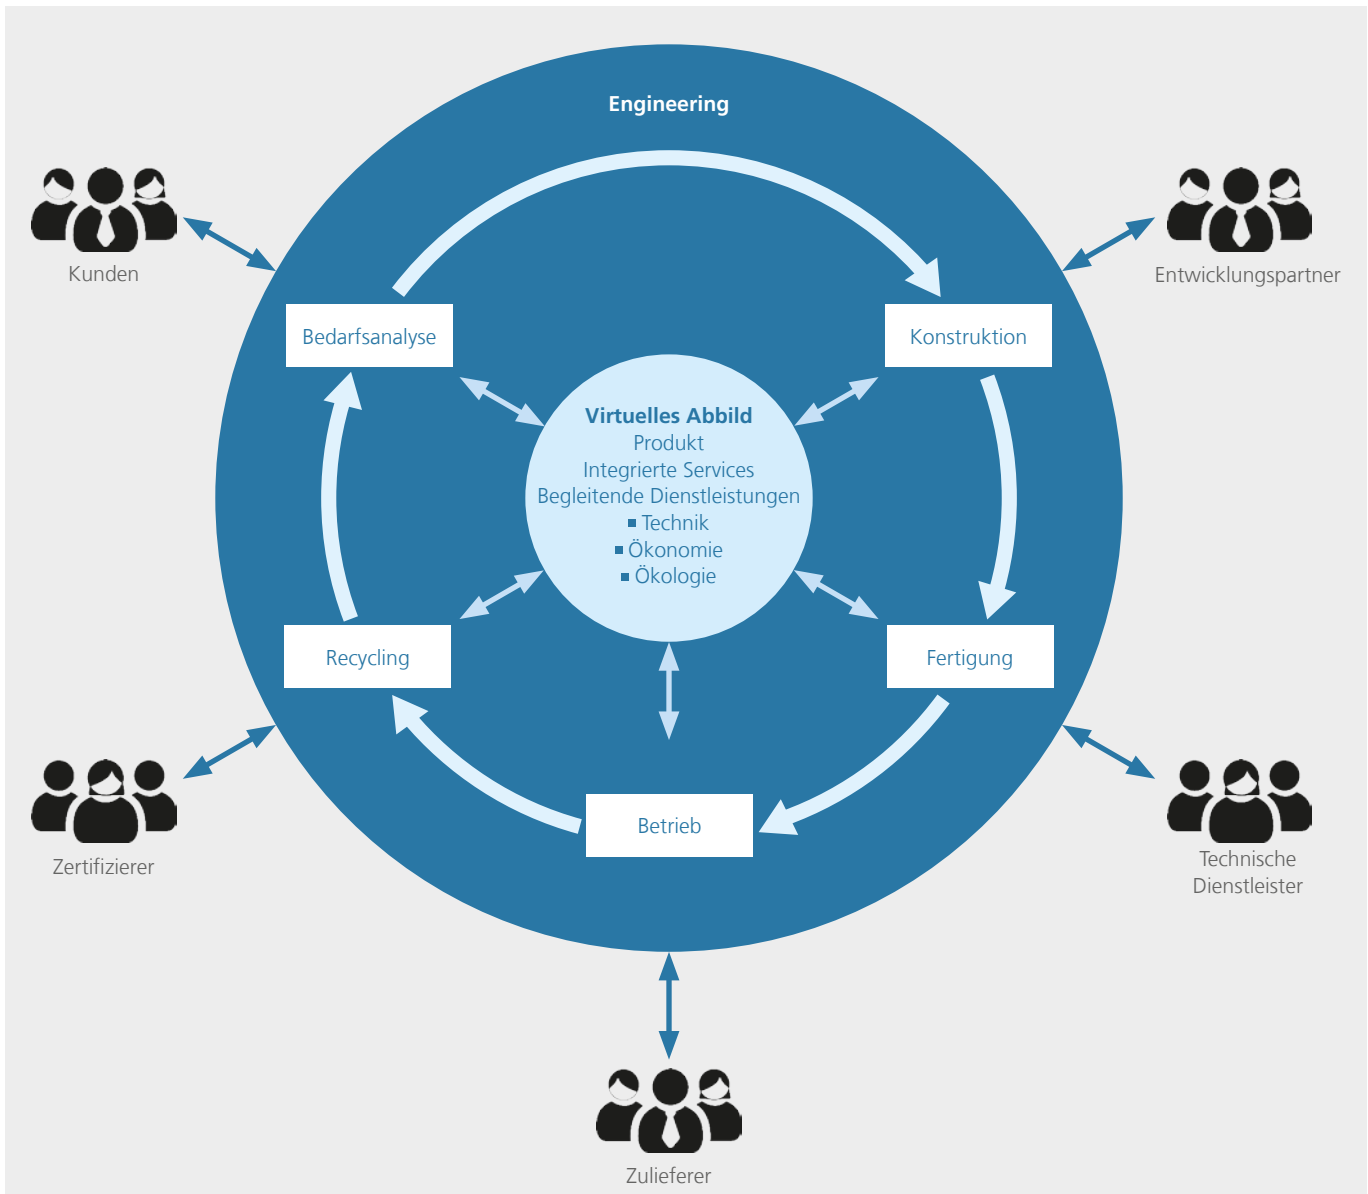 Engineering
Kunden
Entwicklungspartner
Bedarfsanalyse
Konstruktion
Virtuelles Abbild
Produkt
Integrierte Services
Begleitende Dienstleistungen
▪ Technik
▪ Ökonomie
▪ Ökologie
Recycling
Fertigung
Betrieb
Zertifizierer
Technische
Dienstleister
Zulieferer